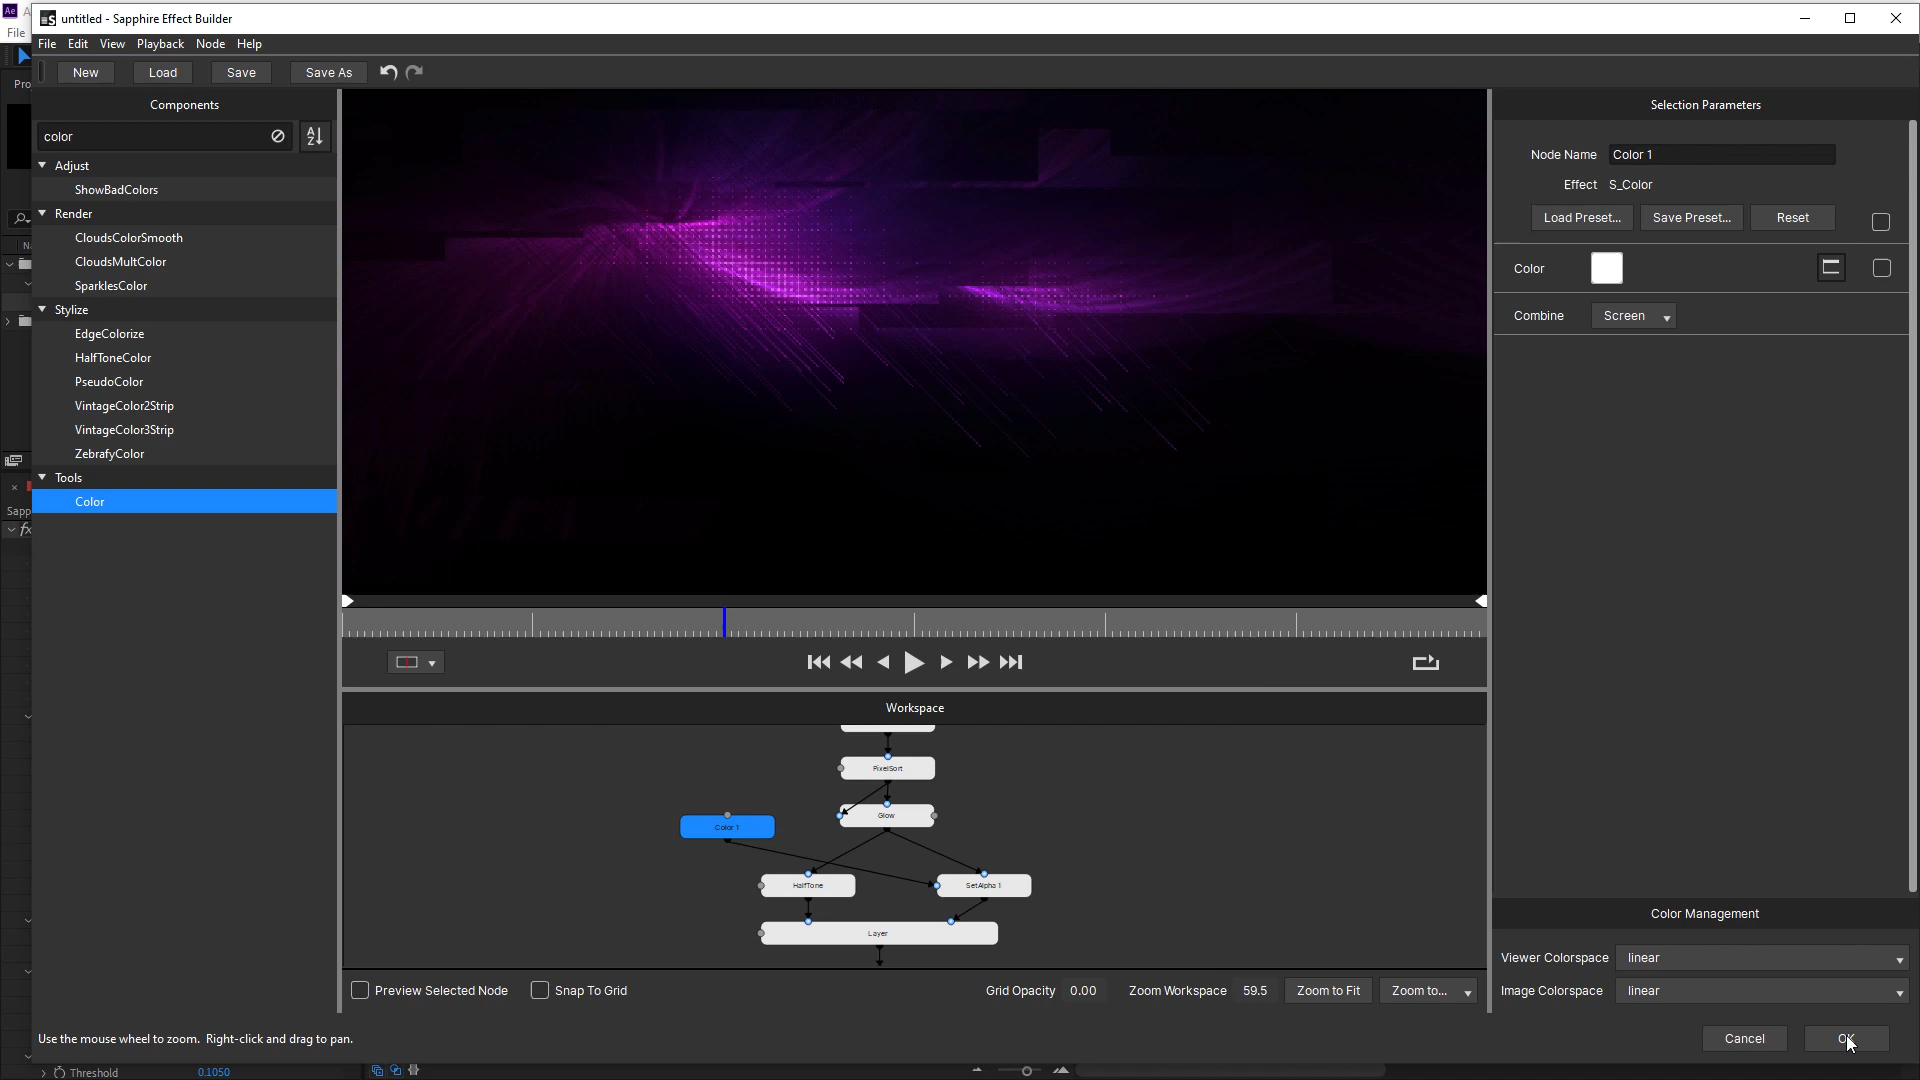 Ae
untitled - Sapphire Effect Builder
File
File Edit View Playback Node Help
New Load Save Save As
Pro
Components
Selection Parameters
color
A Z
Adjust
ShowBadColors
Render
CloudsColorSmooth
CloudsMultColor
SparklesColor
Stylize
EdgeColorize
HalfToneColor
PseudoColor
VintageColor2Strip
VintageColor3Strip
ZebrafyColor
Tools
Color
Node Name Color 1
Effect S_Color
Load Preset... Save Preset... Reset
Color
Combine Screen
Sapp
fx
Workspace
PixelSort
Glow
Color 1
HalfTone
SetAlpha 1
Layer
Color Management
Viewer Colorspace linear
Image Colorspace linear
Preview Selected Node Snap To Grid Grid Opacity 0.00 Zoom Workspace 59.5 Zoom to Fit Zoom to...
Use the mouse wheel to zoom. Right-click and drag to pan.
Cancel OK
Threshold 0.1050